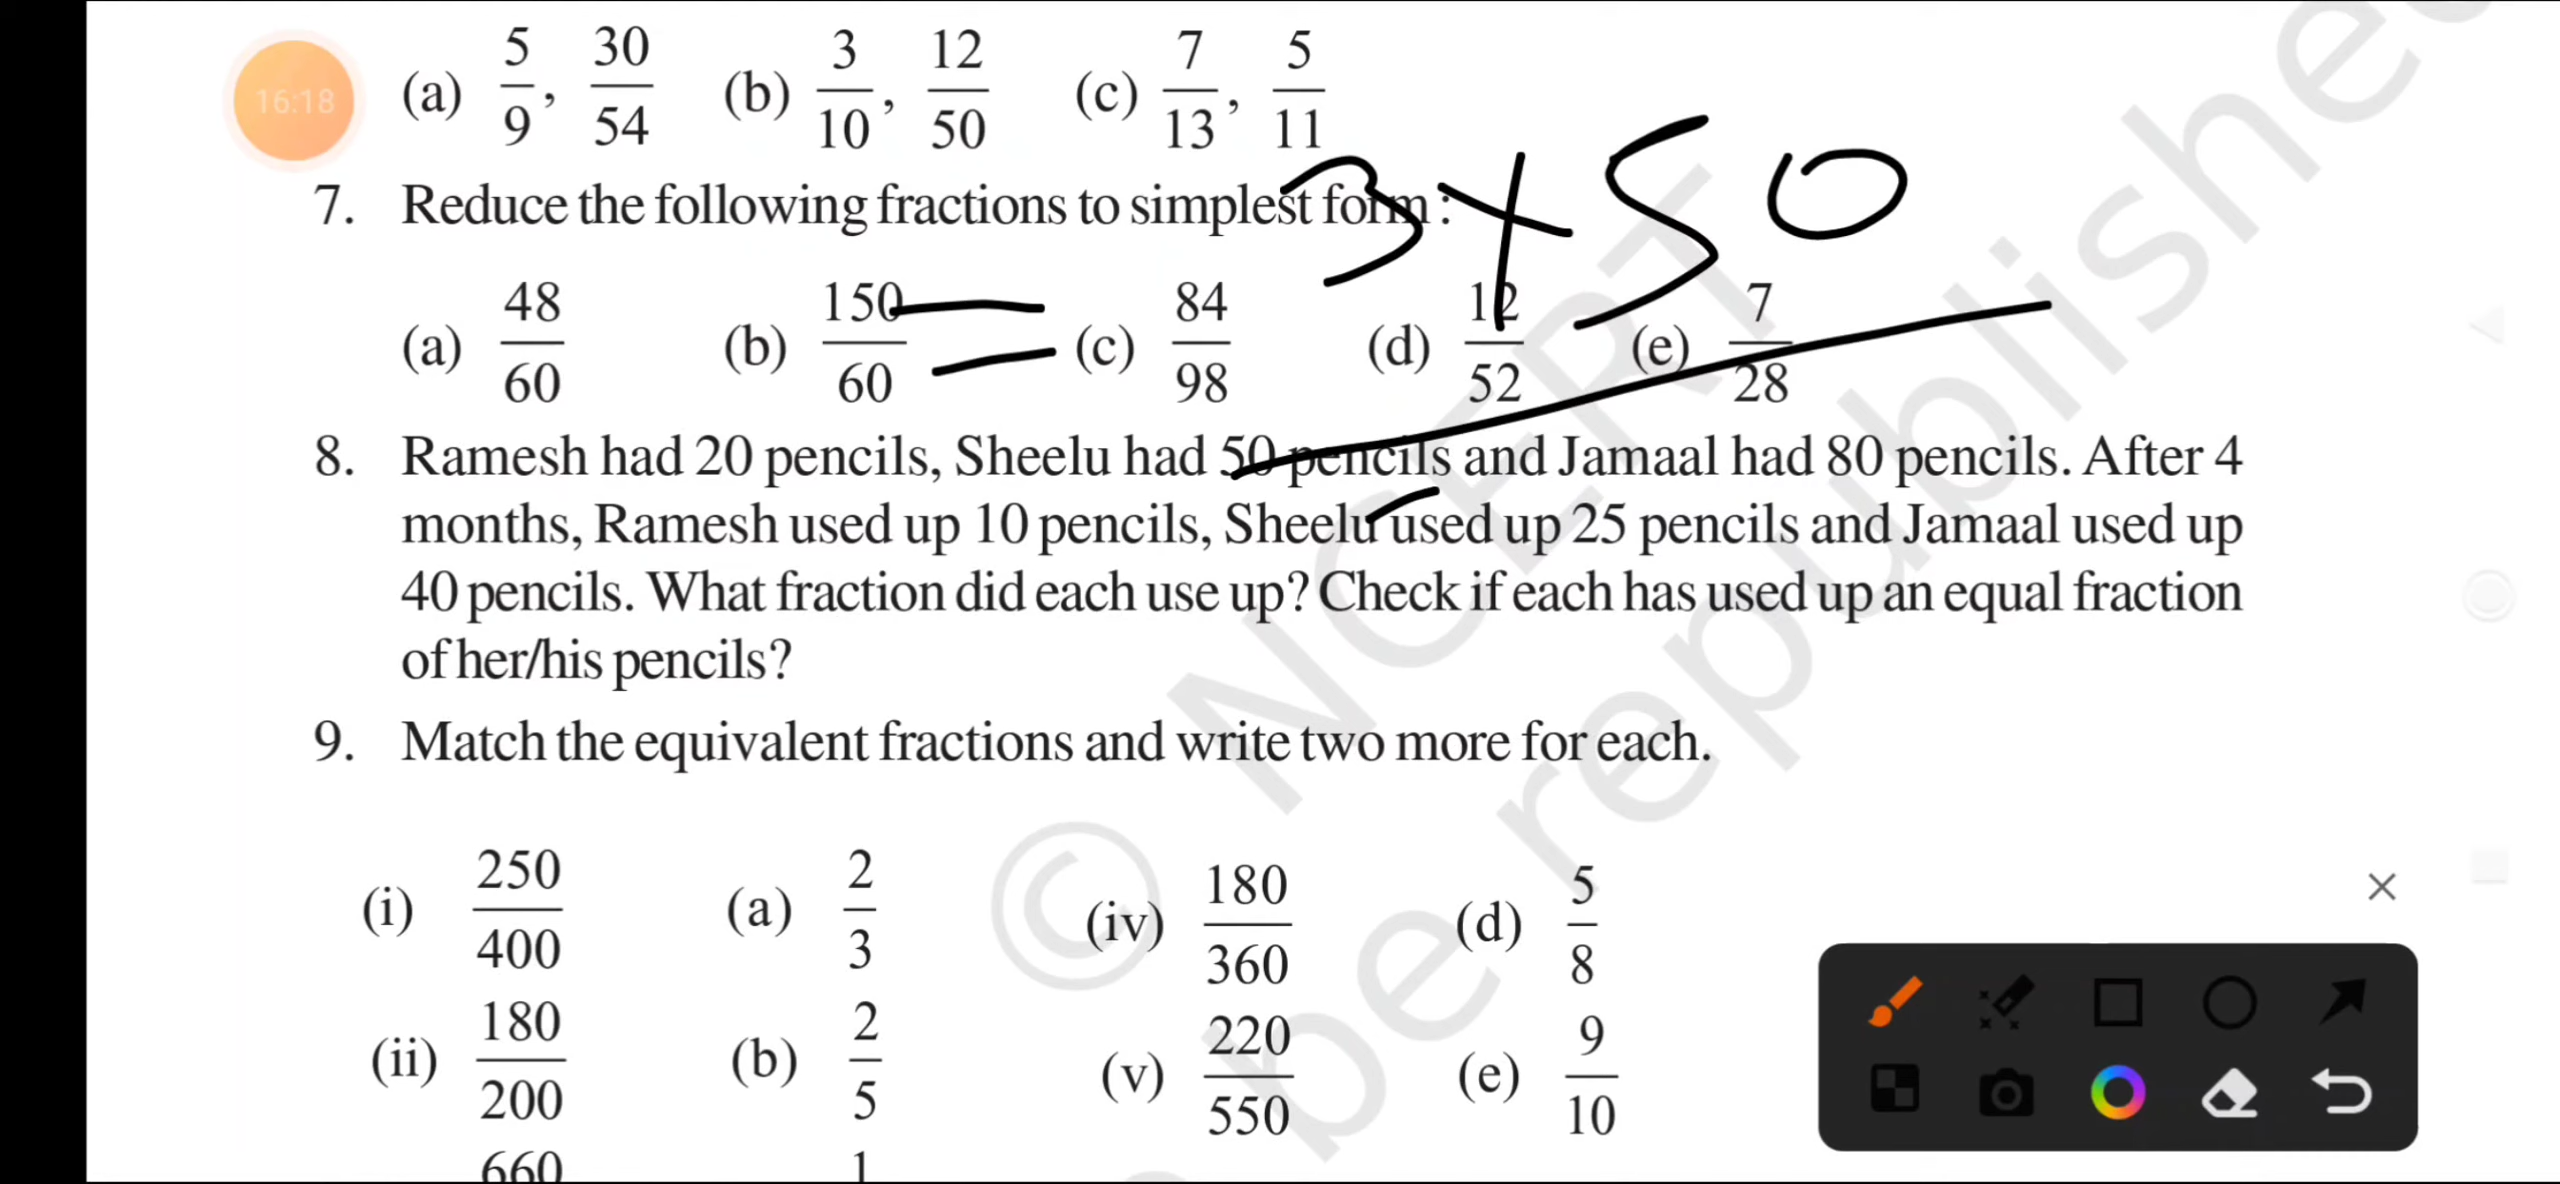 16:18
(a) 5/9, 30/54 (b) 3/10, 12/50 (c) 7/13, 5/11
7. Reduce the following fractions to simplest form :
3 x 50
(a) 48/60 (b) 150/60 = (c) 84/98 (d) 12/52 (e) 7/28
8. Ramesh had 20 pencils, Sheelu had 50 pencils and Jamaal had 80 pencils. After 4
months, Ramesh used up 10 pencils, Sheelu used up 25 pencils and Jamaal used up
40 pencils. What fraction did each use up? Check if each has used up an equal fraction
of her/his pencils?
9. Match the equivalent fractions and write two more for each.
(i) 250/400 (a) 2/3 (iv) 180/360 (d) 5/8
(ii) 180/200 (b) 2/5 (v) 220/550 (e) 9/10
660 1
© NCERT
be republished